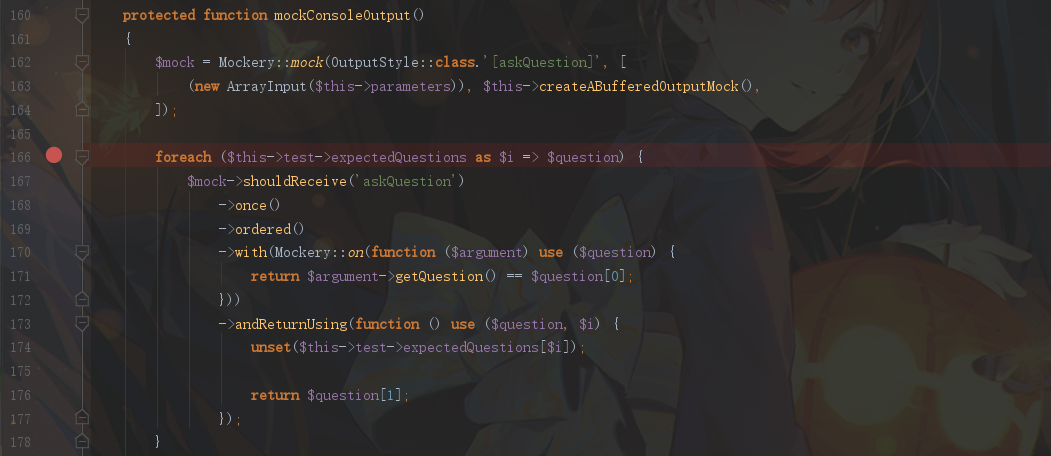 160 protected function mockConsoleOutput()
161 {
162 $mock = Mockery::mock(OutputStyle::class.'[askQuestion]', [
163 (new ArrayInput($this->parameters)), $this->createABufferedOutputMock(),
164 ]);
165
166 foreach ($this->test->expectedQuestions as $i => $question) {
167 $mock->shouldReceive('askQuestion')
168 ->once()
169 ->ordered()
170 ->with(Mockery::on(function ($argument) use ($question) {
171 return $argument->getQuestion() == $question[0];
172 }))
173 ->andReturnUsing(function () use ($question, $i) {
174 unset($this->test->expectedQuestions[$i]);
175
176 return $question[1];
177 });
178 }